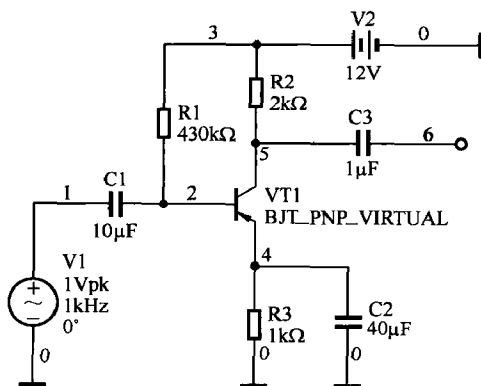 V2
3
0
12V
R2
2kΩ
R1
430kΩ
C3
5
6
1μF
1
C1
2
VT1
BJT_PNP_VIRTUAL
10μF
4
V1
1Vpk
1kHz
0°
R3
1kΩ
C2
40μF
0
0
0